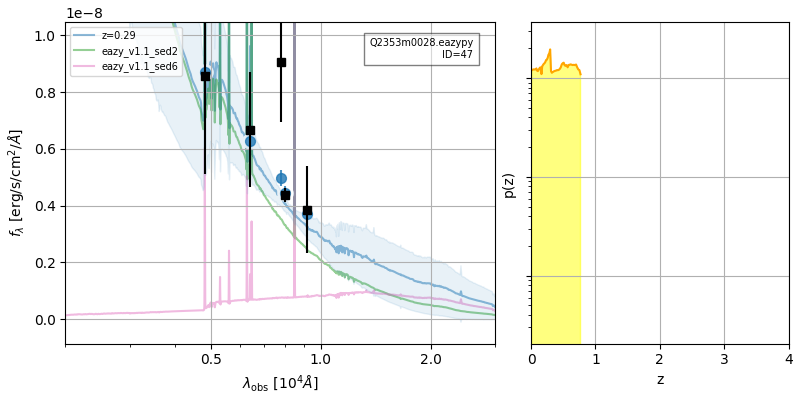 1e−8
z=0.29
eazy_v1.1_sed2
eazy_v1.1_sed6
Q2353m0028.eazypy
ID=47
1.0
0.8
0.6
0.4
0.2
0.0
fλ [erg/s/cm²/Å]
0.5 1.0 2.0
λobs [10⁴Å]
p(z)
0 1 2 3 4
z